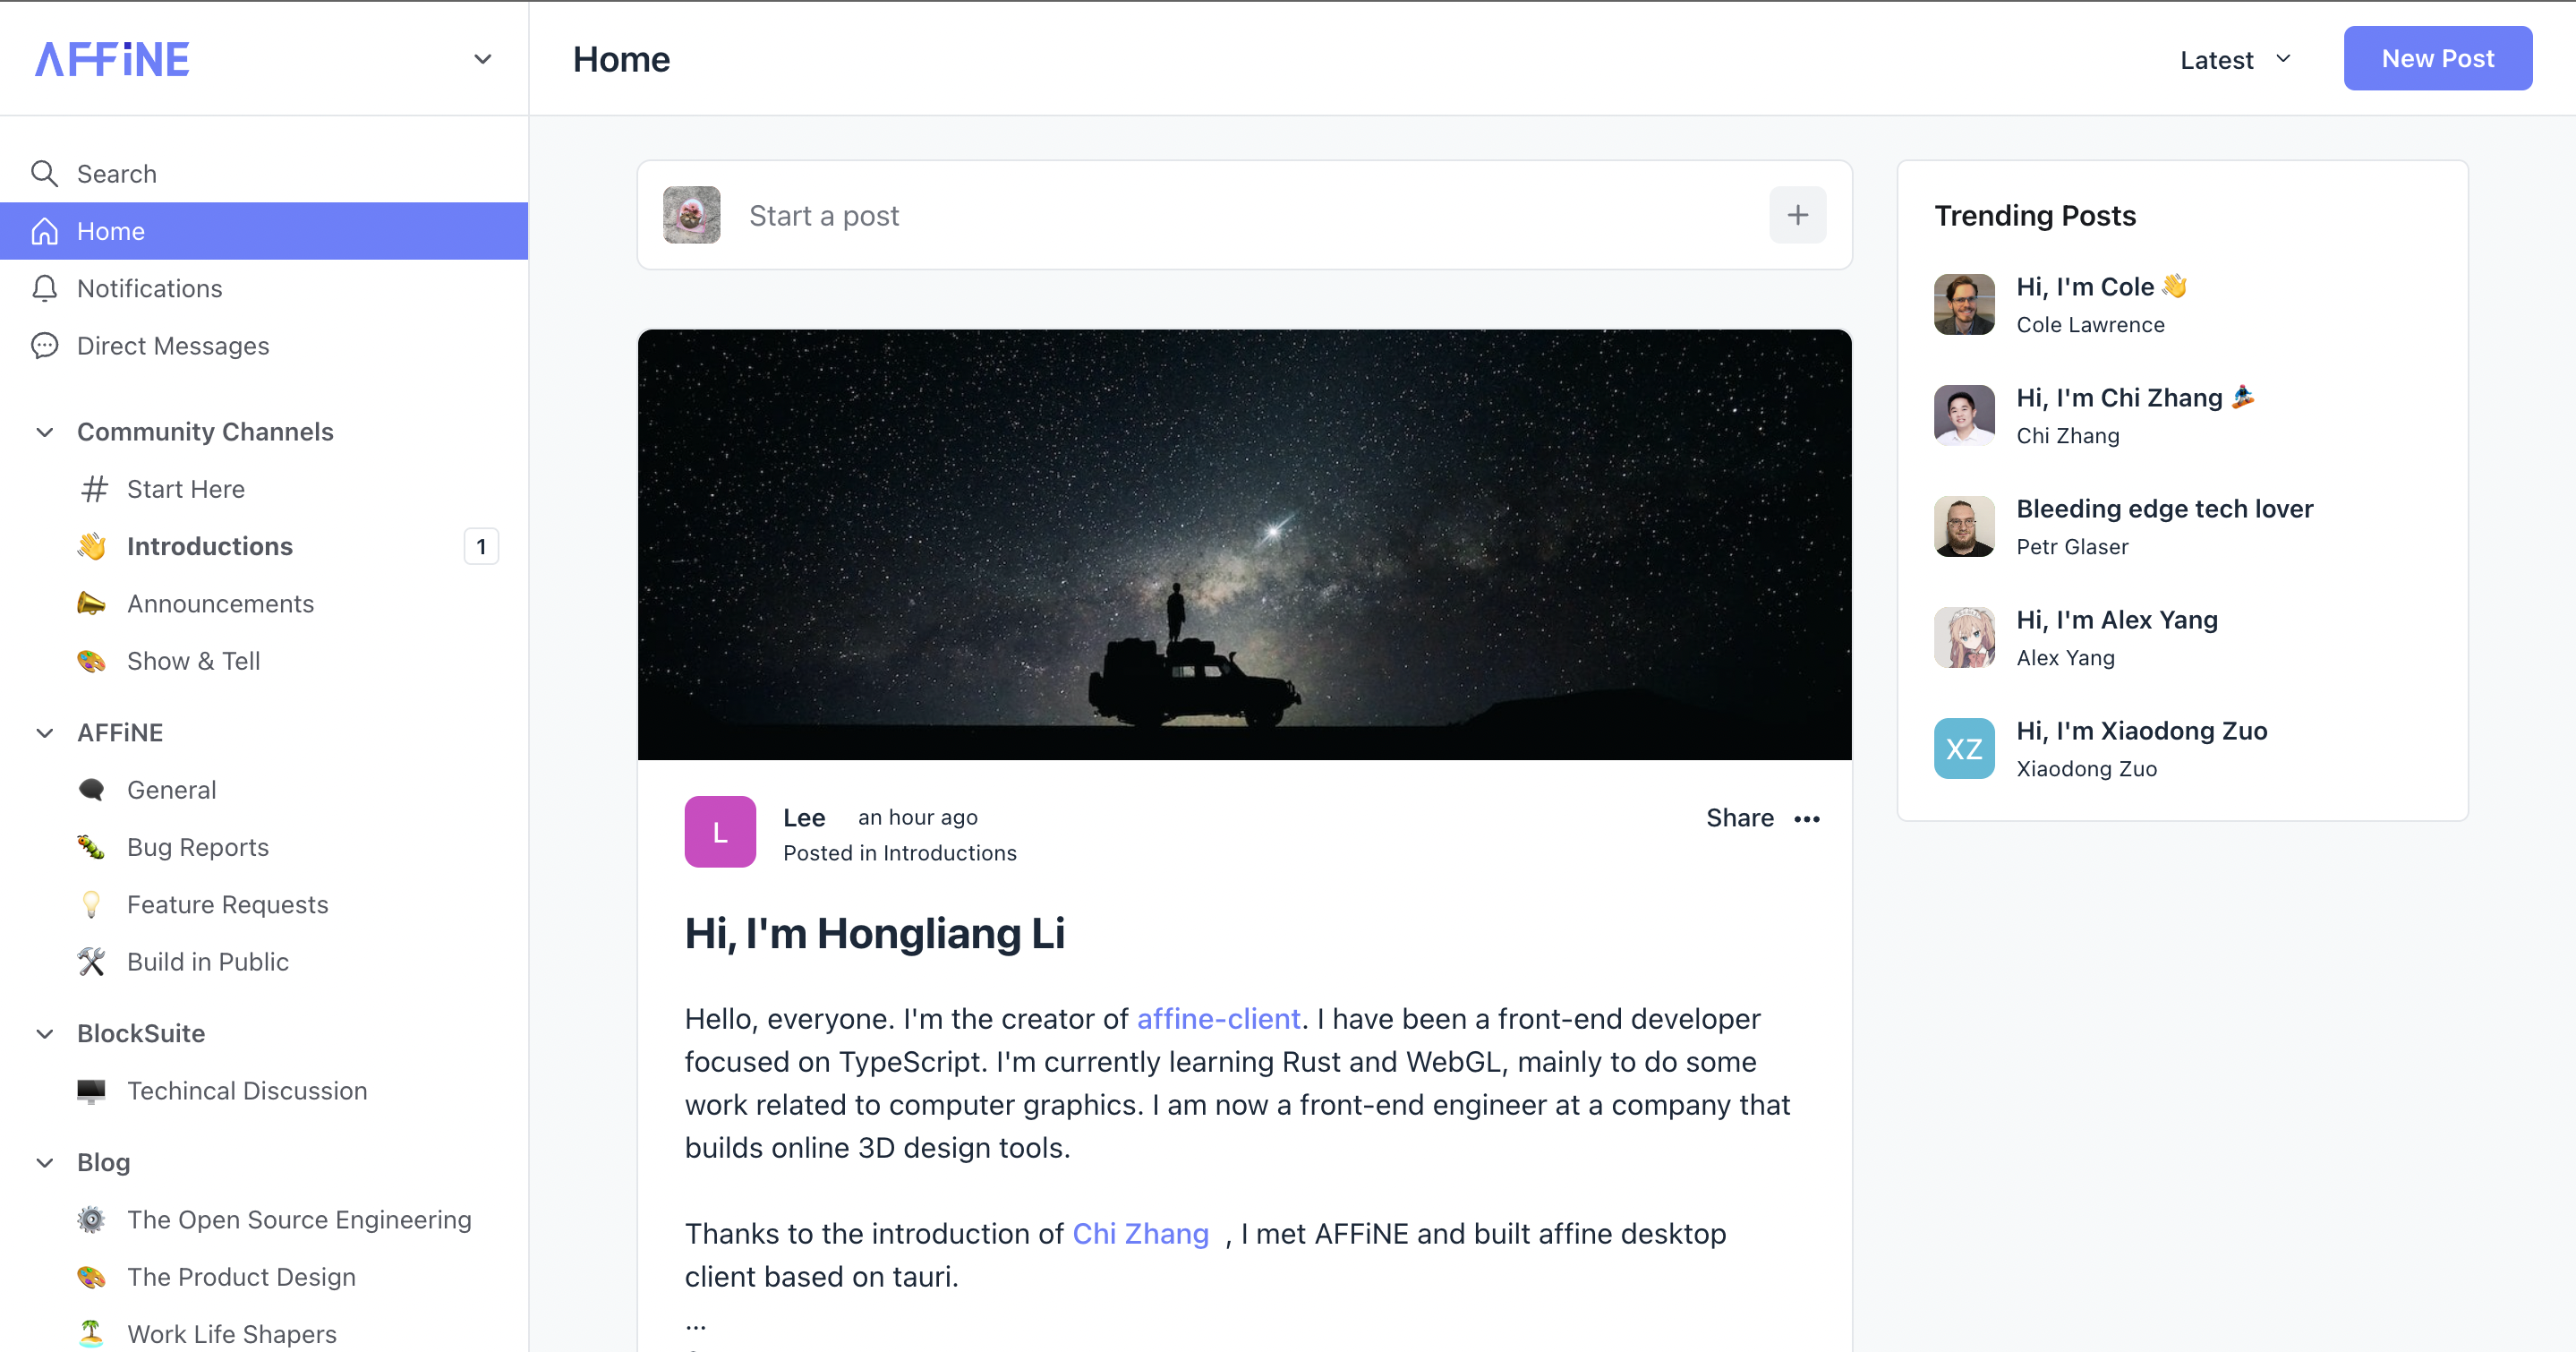 AFFiNE
Search
Home
Notifications
Direct Messages
Community Channels
Start Here
Introductions 1
Announcements
Show & Tell
AFFiNE
General
Bug Reports
Feature Requests
Build in Public
BlockSuite
Techincal Discussion
Blog
The Open Source Engineering
The Product Design
Work Life Shapers
Home
Latest
New Post
Start a post
Lee an hour ago
Posted in Introductions
Share
L
Hi, I'm Hongliang Li
Hello, everyone. I'm the creator of affine-client. I have been a front-end developer
focused on TypeScript. I'm currently learning Rust and WebGL, mainly to do some
work related to computer graphics. I am now a front-end engineer at a company that
builds online 3D design tools.
Thanks to the introduction of Chi Zhang , I met AFFiNE and built affine desktop
client based on tauri.
...
Trending Posts
Hi, I'm Cole 👋
Cole Lawrence
Hi, I'm Chi Zhang 🏂
Chi Zhang
Bleeding edge tech lover
Petr Glaser
Hi, I'm Alex Yang
Alex Yang
XZ
Hi, I'm Xiaodong Zuo
Xiaodong Zuo